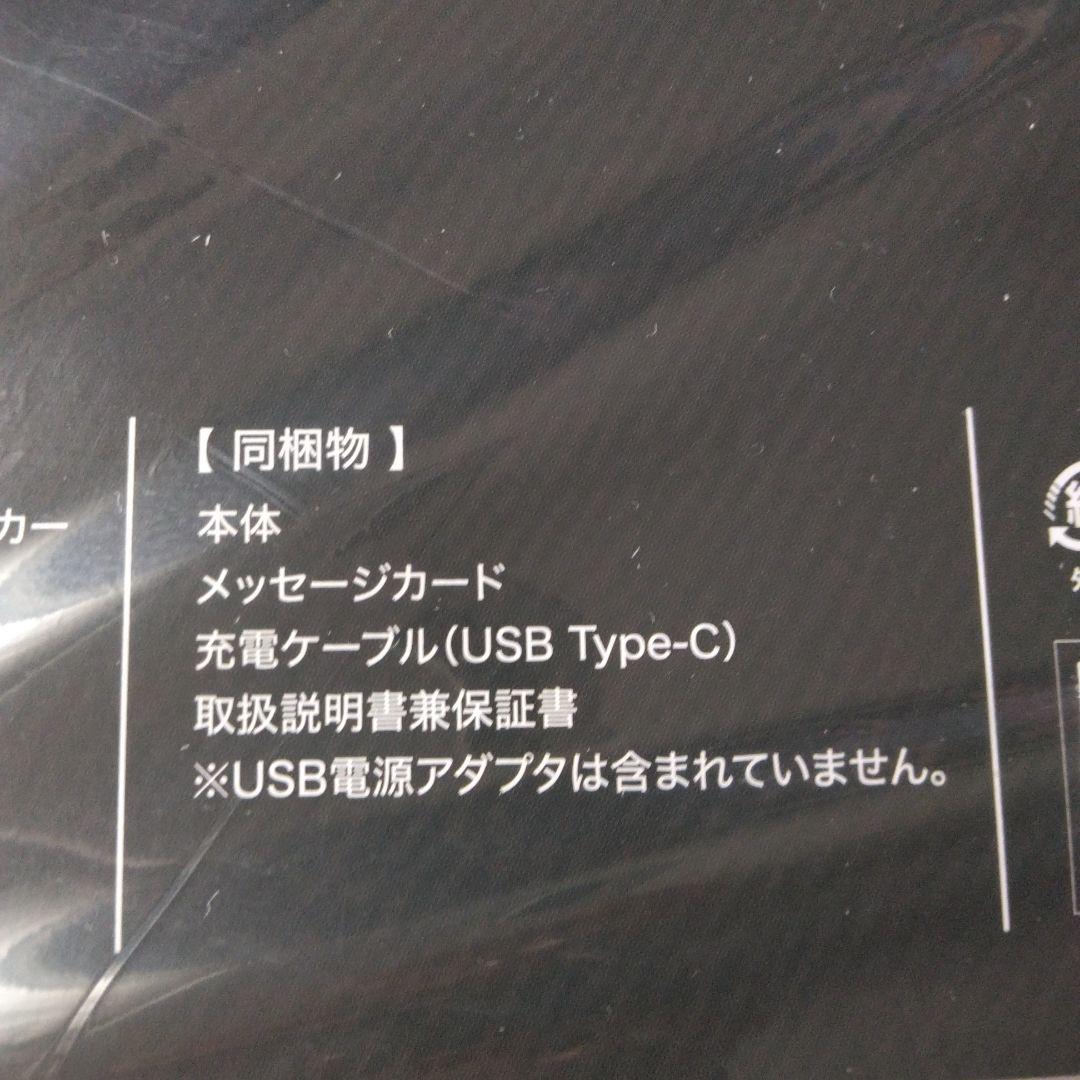 カー
【 同梱物 】
本体
メッセージカード
充電ケーブル(USB Type-C)
取扱説明書兼保証書
※USB電源アダプタは含まれていません。